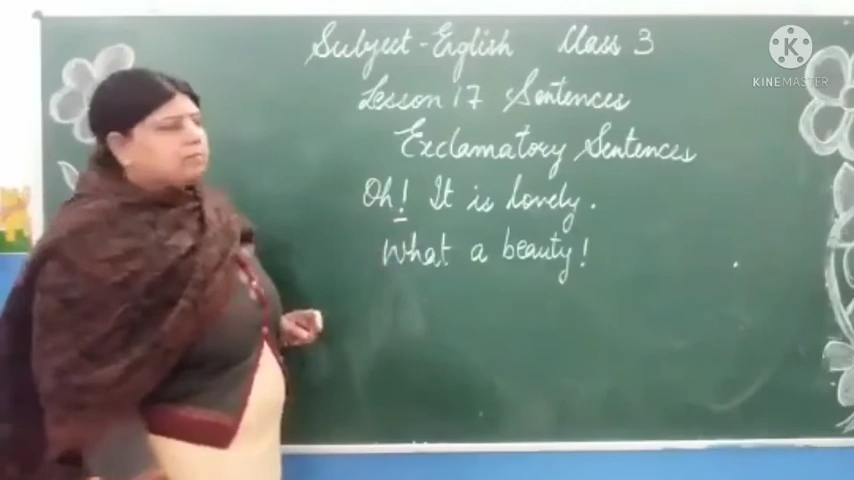 Subject - English Class 3
K
KINEMASTER
Lesson 17 Sentences
Exclamatory Sentences
Oh! It is lovely.
What a beauty!